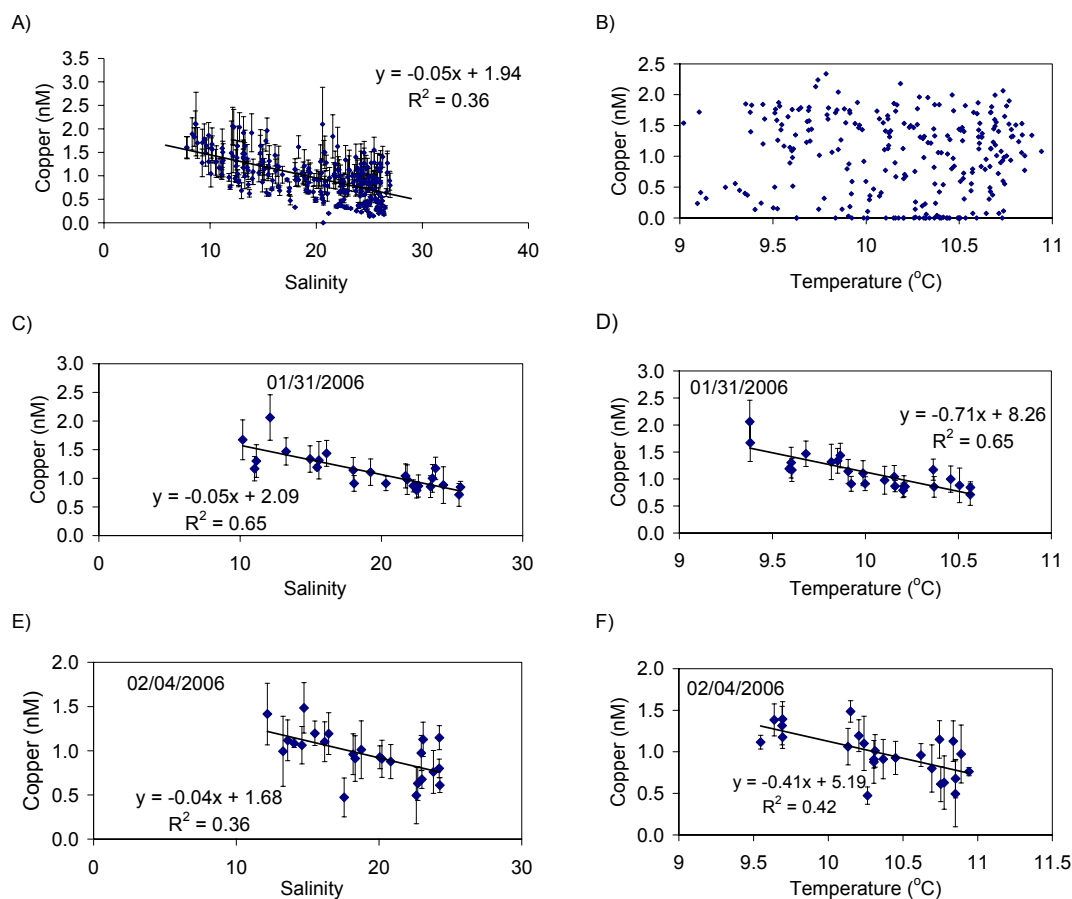 A)
Copper (nM)
3.5
3.0
2.5
2.0
1.5
1.0
0.5
0.0
y = -0.05x + 1.94
R² = 0.36
0 10 20 30 40
Salinity
B)
Copper (nM)
2.5
2.0
1.5
1.0
0.5
0.0
9 9.5 10 10.5 11
Temperature (°C)
C)
Copper (nM)
3.0
2.5
2.0
1.5
1.0
0.5
0.0
01/31/2006
y = -0.05x + 2.09
R² = 0.65
0 10 20 30
Salinity
D)
Copper (nM)
3.0
2.5
2.0
1.5
1.0
0.5
0.0
01/31/2006
y = -0.71x + 8.26
R² = 0.65
9 9.5 10 10.5 11
Temperature (°C)
E)
Copper (nM)
2.0
1.5
1.0
0.5
0.0
02/04/2006
y = -0.04x + 1.68
R² = 0.36
0 10 20 30
Salinity
F)
Copper (nM)
2.0
1.5
1.0
0.5
0.0
02/04/2006
y = -0.41x + 5.19
R² = 0.42
9 9.5 10 10.5 11 11.5
Temperature (°C)